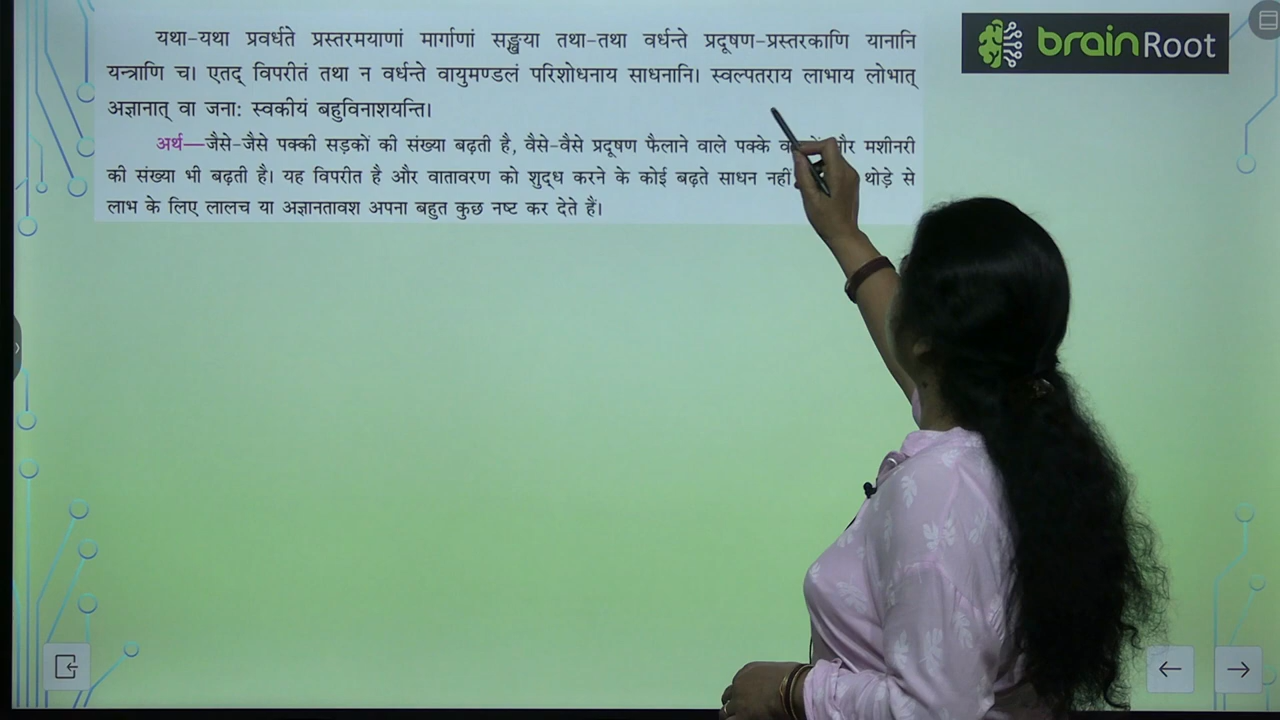 यथा-यथा प्रवर्धते प्रस्तरमयाणां मार्गाणां सङ्ख्या तथा-तथा वर्धन्ते प्रदूषण-प्रस्तरकाणि यानानि
यन्त्राणि च। एतद् विपरीतं तथा न वर्धन्ते वायुमण्डलं परिशोधनाय साधनानि। स्वल्पतराय लाभाय लोभात्
अज्ञानात् वा जनाः स्वकीयं बहुविनाशयन्ति।
अर्थ—जैसे-जैसे पक्की सड़कों की संख्या बढ़ती है, वैसे-वैसे प्रदूषण फैलाने वाले पक्के और मशीनरी
की संख्या भी बढ़ती है। यह विपरीत है और वातावरण को शुद्ध करने के कोई बढ़ते साधन नहीं थोड़े से
लाभ के लिए लालच या अज्ञानतावश अपना बहुत कुछ नष्ट कर देते हैं।
brainRoot